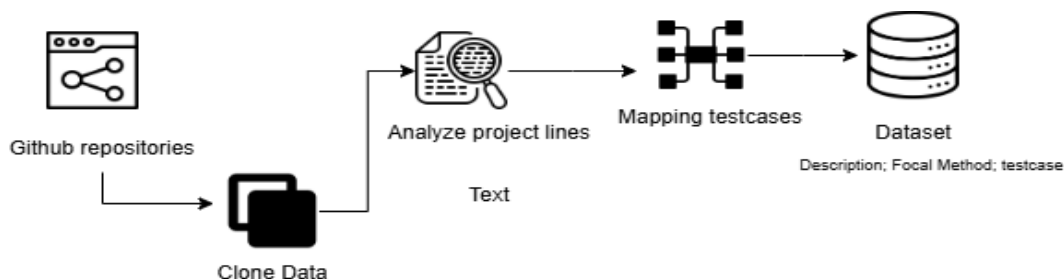 Github repositories
Clone Data
Analyze project lines
Text
Mapping testcases
Dataset
Description; Focal Method; testcase